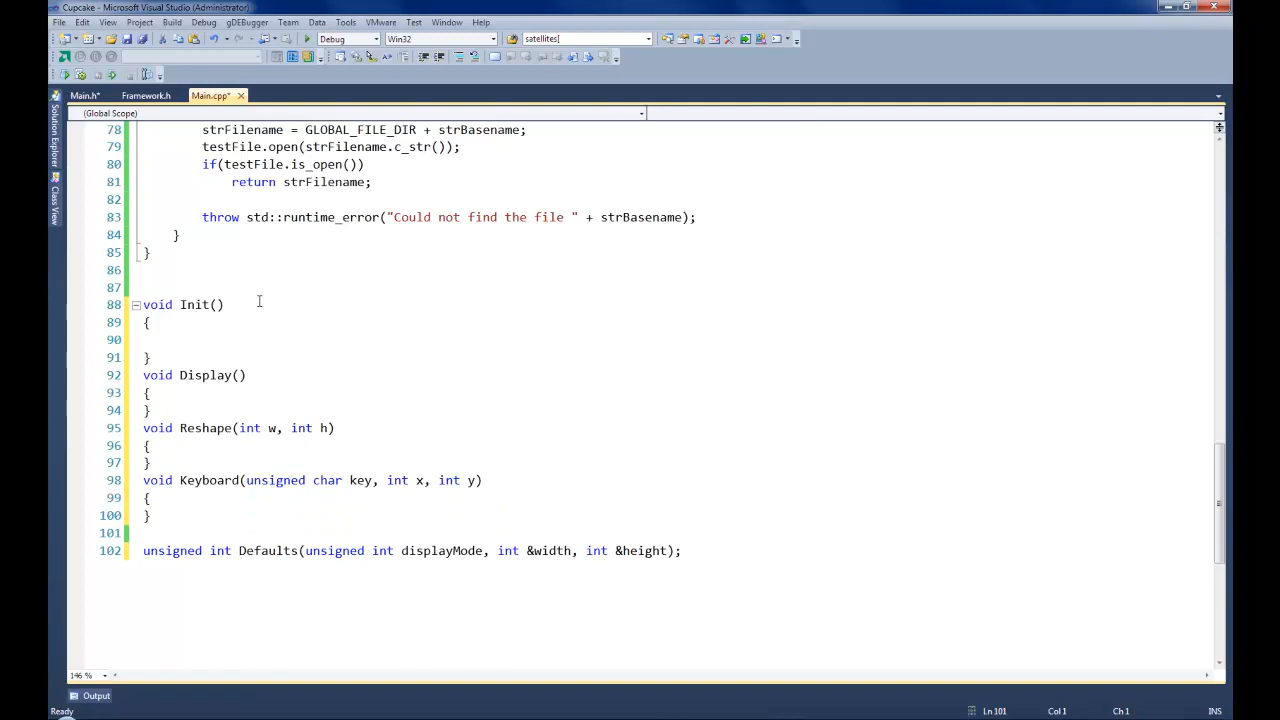 Cupcake - Microsoft Visual Studio (Administrator)
File Edit View Project Build Debug gDEBugger Team Data Tools VMware Test Window Help
Debug Win32 satellites[
Main.h* Framework.h Main.cpp*
(Global Scope)
Solution Explorer
Class View
78 strFilename = GLOBAL_FILE_DIR + strBasename;
79 testFile.open(strFilename.c_str());
80 if(testFile.is_open())
81 return strFilename;
82
83 throw std::runtime_error("Could not find the file " + strBasename);
84 }
85 }
86
87
88 void Init()
89 {
90
91 }
92 void Display()
93 {
94 }
95 void Reshape(int w, int h)
96 {
97 }
98 void Keyboard(unsigned char key, int x, int y)
99 {
100 }
101
102 unsigned int Defaults(unsigned int displayMode, int &width, int &height);
146 %
Output
Ready Ln 101 Col 1 Ch 1 INS